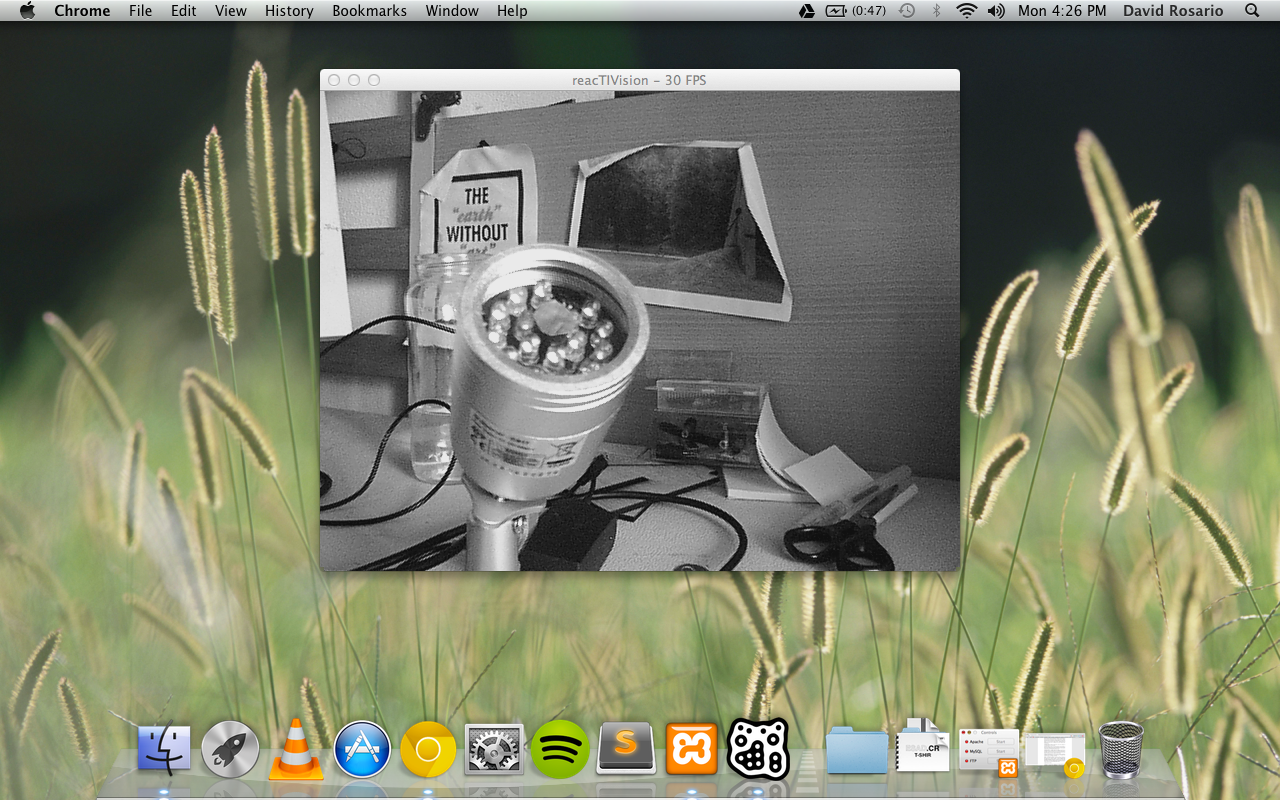 Chrome File Edit View History Bookmarks Window Help (0:47) Mon 4:26 PM David Rosario
reacTIVision – 30 FPS
THE
"earth"
WITHOUT
S